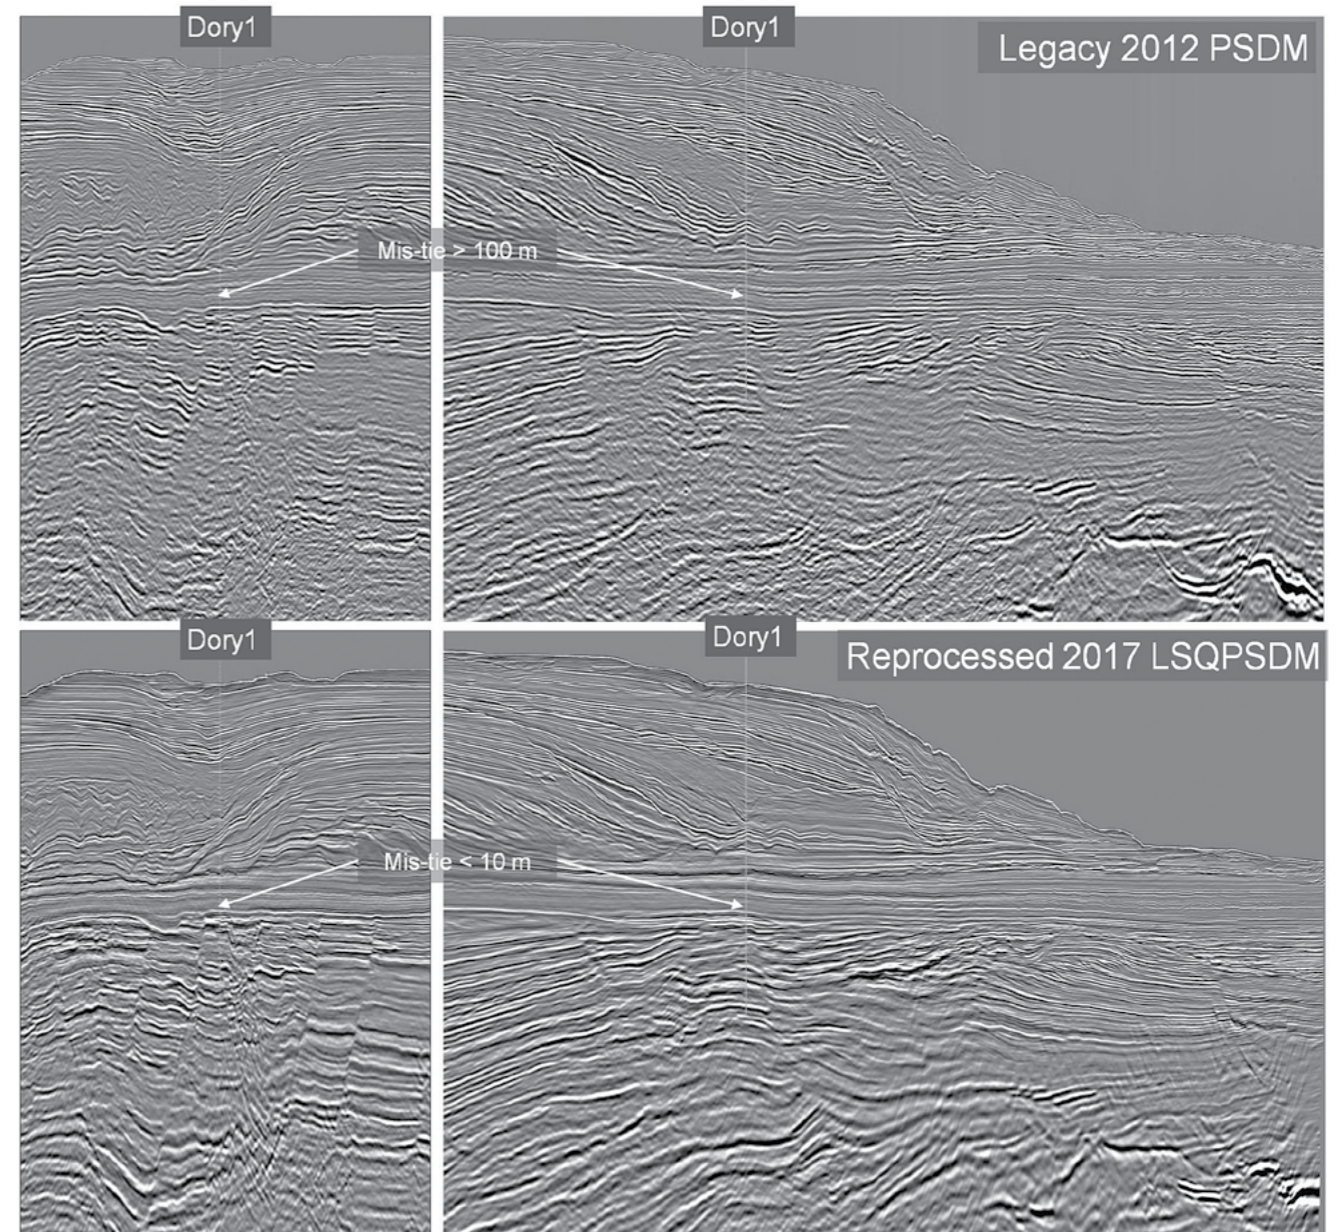 Dory1
Dory1
Legacy 2012 PSDM
Mis-tie > 100 m
Dory1
Dory1
Reprocessed 2017 LSQPSDM
Mis-tie < 10 m